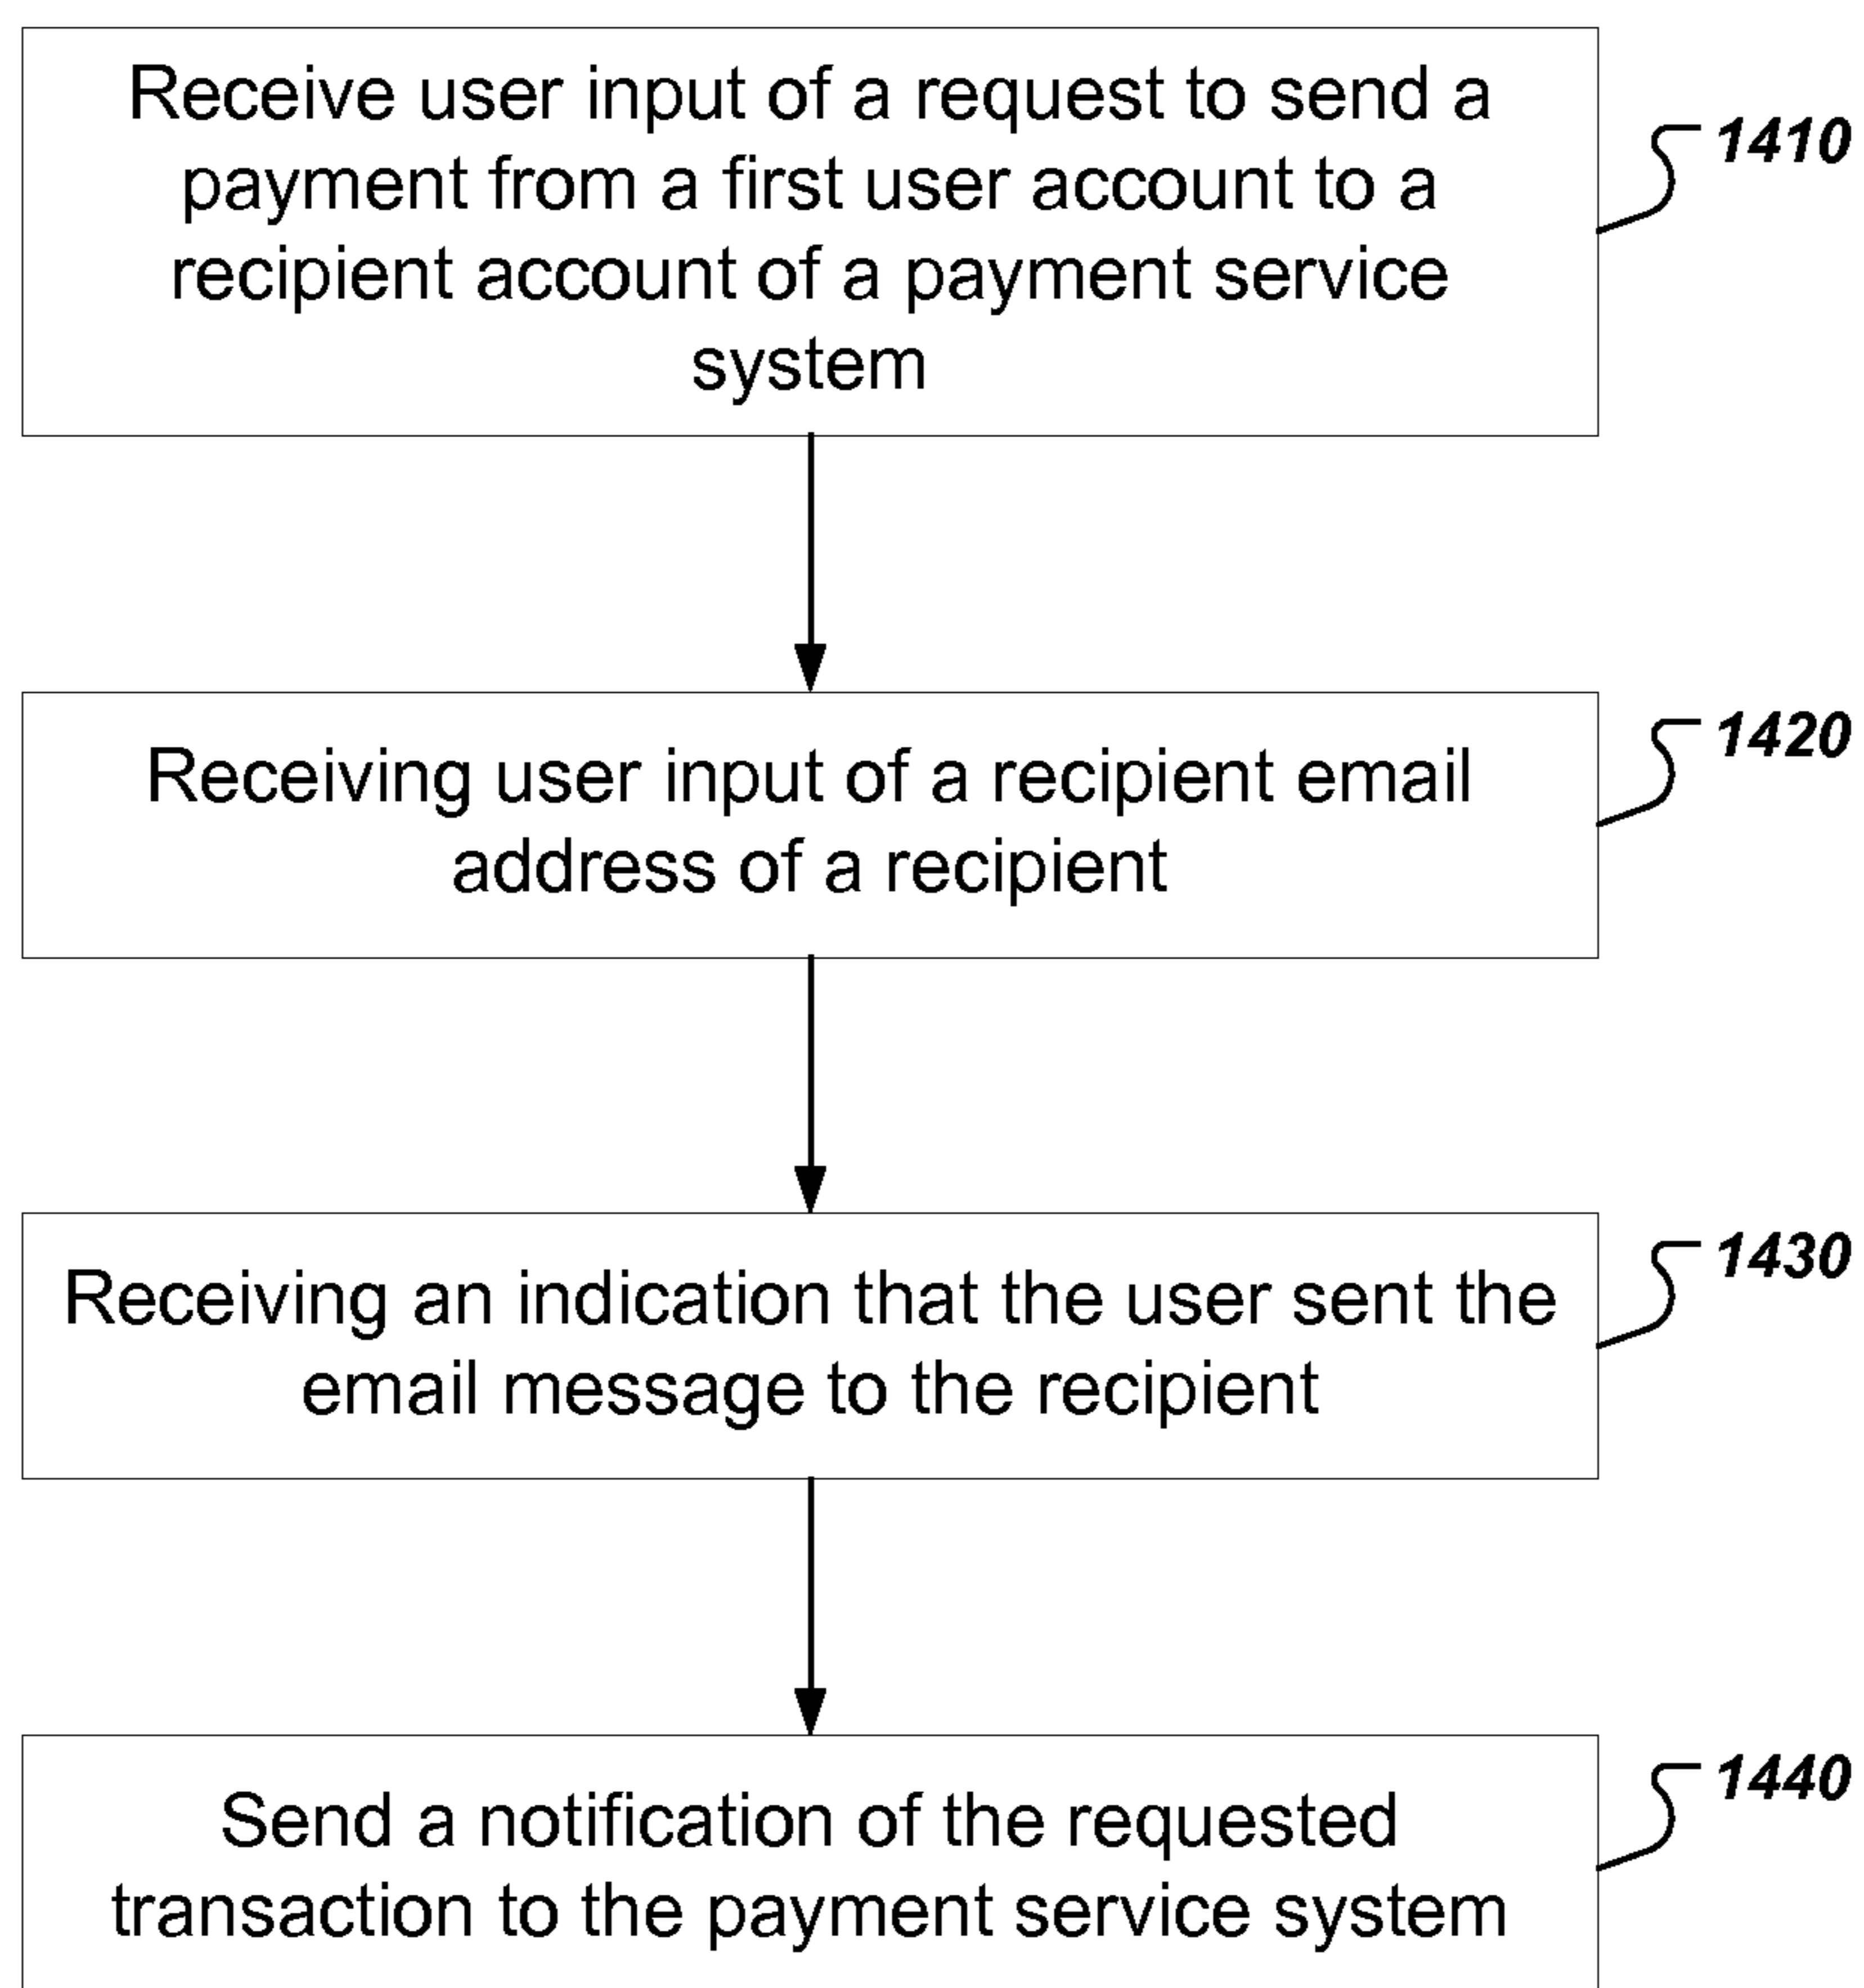 Receive user input of a request to send a
payment from a first user account to a
recipient account of a payment service
system
1410
Receiving user input of a recipient email
address of a recipient
1420
Receiving an indication that the user sent the
email message to the recipient
1430
Send a notification of the requested
transaction to the payment service system
1440